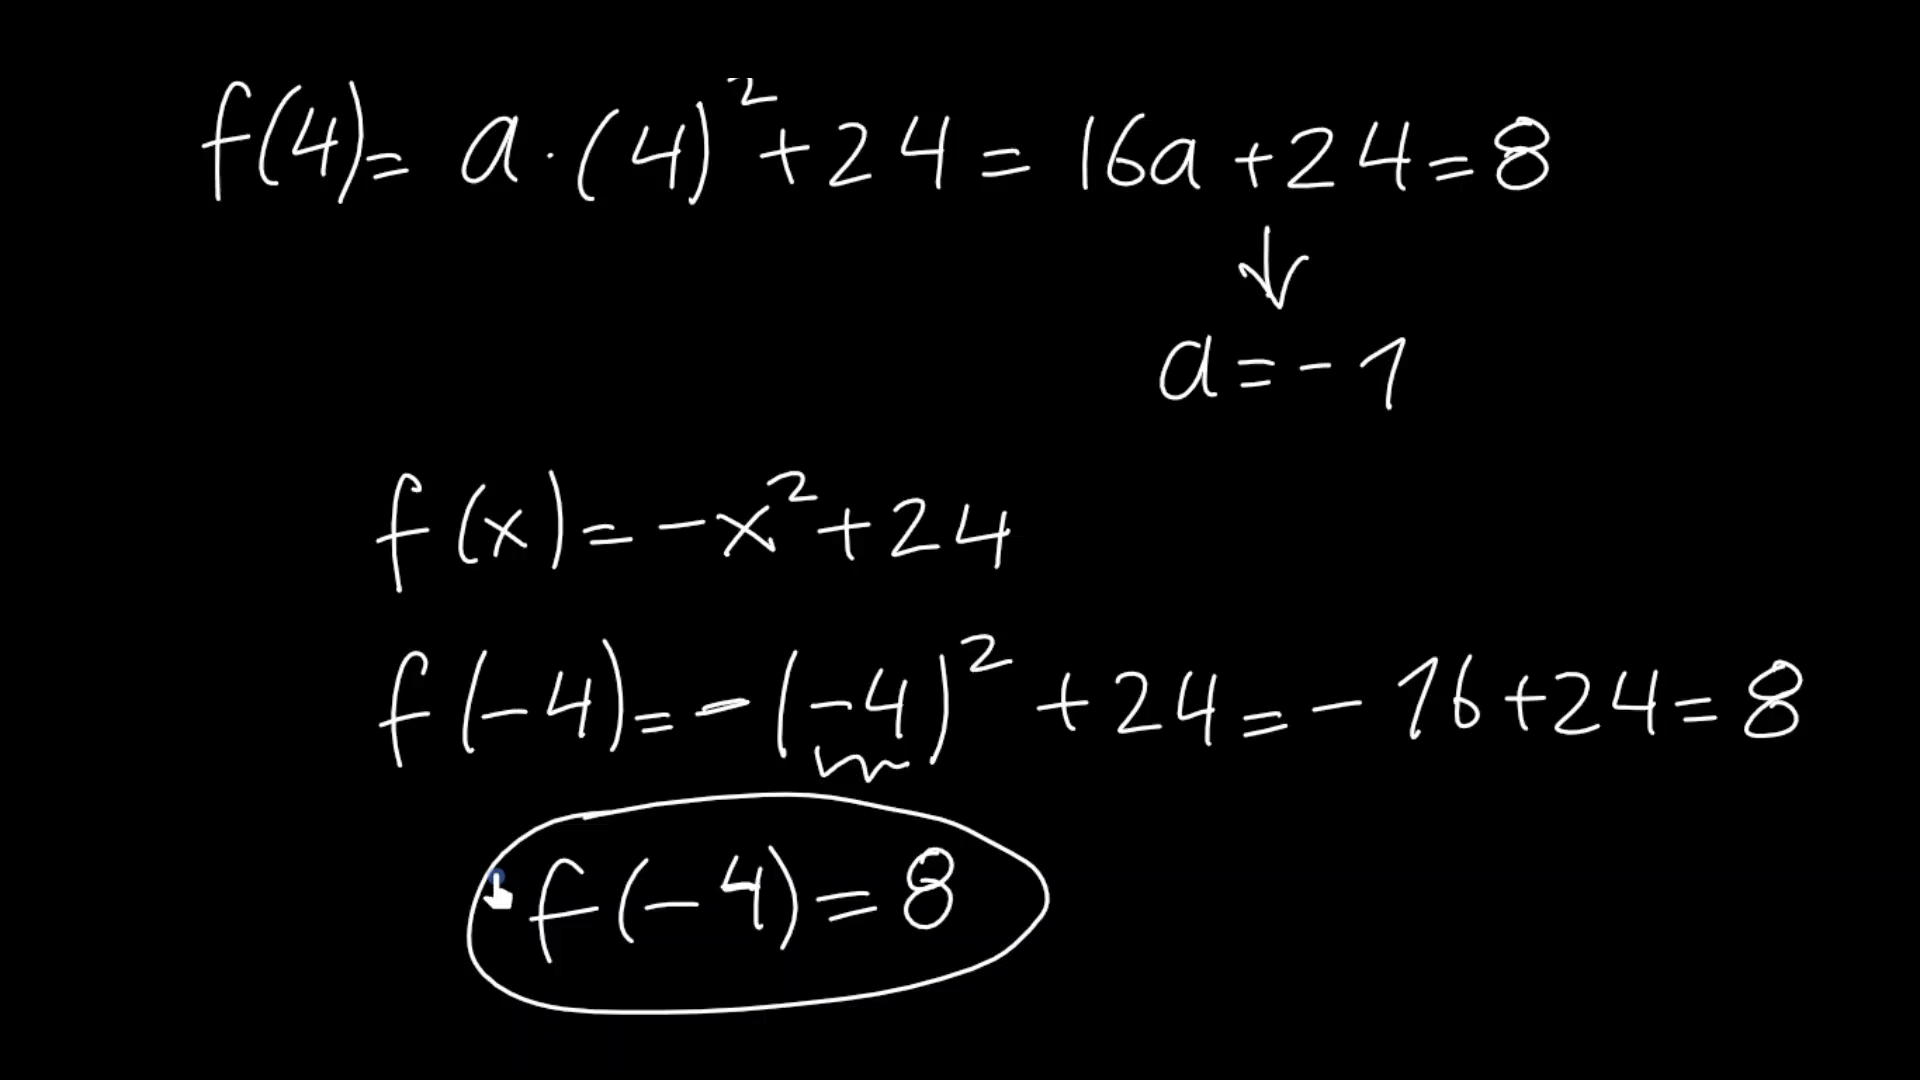 f(4)= a·(4)²+24=16a+24=8
↓
a=-1
f(x)=-x²+24
f(-4)=-(-4)²+24=-16+24=8
f(-4)=8